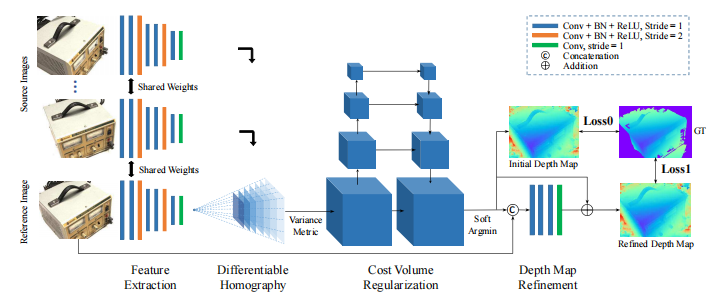 Conv + BN + ReLU, Stride = 1
Conv + BN + ReLU, Stride = 2
Conv, stride = 1
C Concatenation
Addition
Source Images
Shared Weights
Shared Weights
Reference Image
Variance
Metric
Soft
Argmin
C
Initial Depth Map
Loss0
GT
Loss1
Refined Depth Map
Feature
Extraction
Differentiable
Homography
Cost Volume
Regularization
Depth Map
Refinement